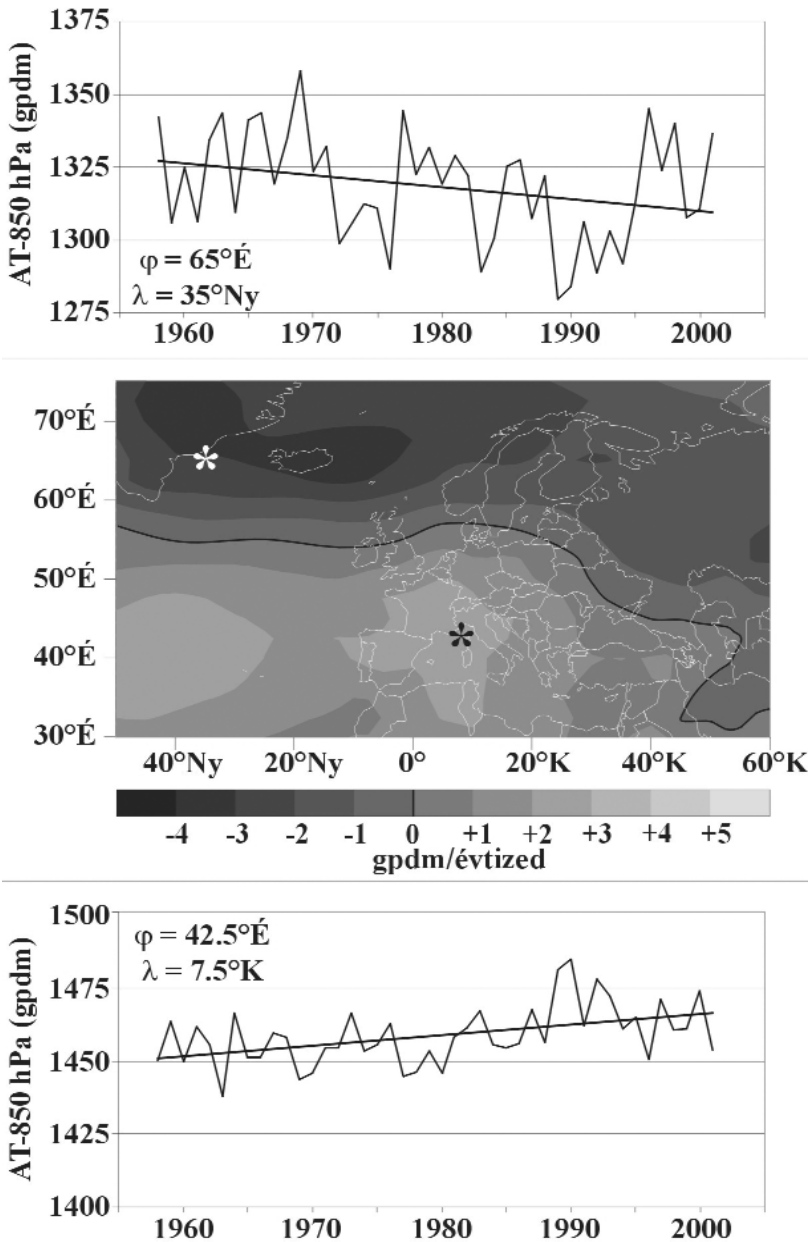 AT-850 hPa (gpdm)
1375
1350
1325
1300
1275
φ = 65°É
λ = 35°Ny
1960 1970 1980 1990 2000
70°É
60°É
50°É
40°É
30°É
40°Ny 20°Ny 0° 20°K 40°K 60°K
-4 -3 -2 -1 0 +1 +2 +3 +4 +5
gpdm/évtized
AT-850 hPa (gpdm)
1500
1475
1450
1425
1400
φ = 42.5°É
λ = 7.5°K
1960 1970 1980 1990 2000